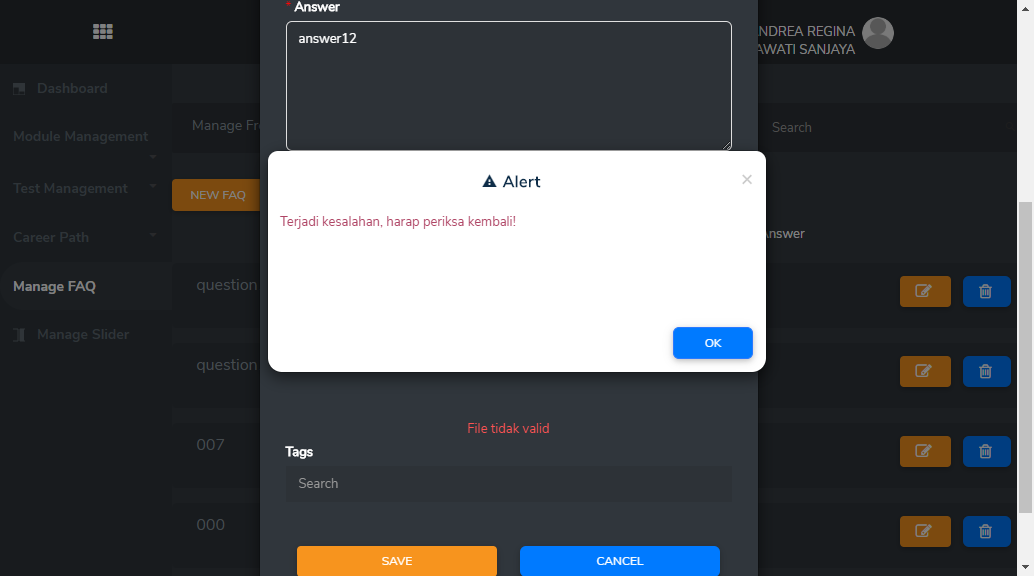 * Answer
answer12
NDREA REGINA
AWATI SANJAYA
Dashboard
Module Management
Test Management
Career Path
Manage FAQ
Manage Slider
Manage Fr
Search
NEW FAQ
Answer
question
question
007
000
Alert
×
Terjadi kesalahan, harap periksa kembali!
OK
File tidak valid
Tags
Search
SAVE
CANCEL